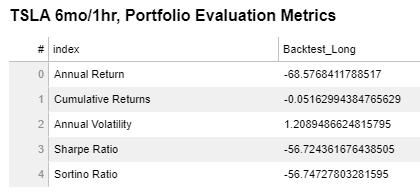 TSLA 6mo/1hr, Portfolio Evaluation Metrics
# index Backtest_Long
0 Annual Return -68.5768411788517
1 Cumulative Returns -0.05162994384765629
2 Annual Volatility 1.2089486624815795
3 Sharpe Ratio -56.724361676438505
4 Sortino Ratio -56.74727803281595